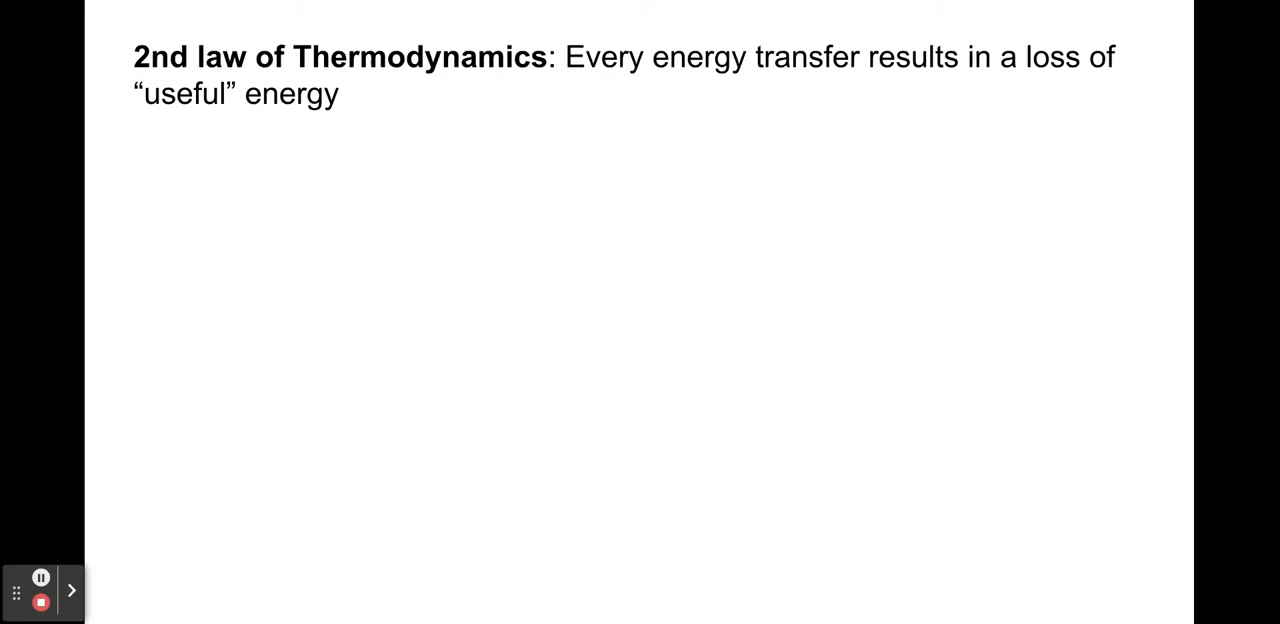 2nd law of Thermodynamics: Every energy transfer results in a loss of
“useful” energy